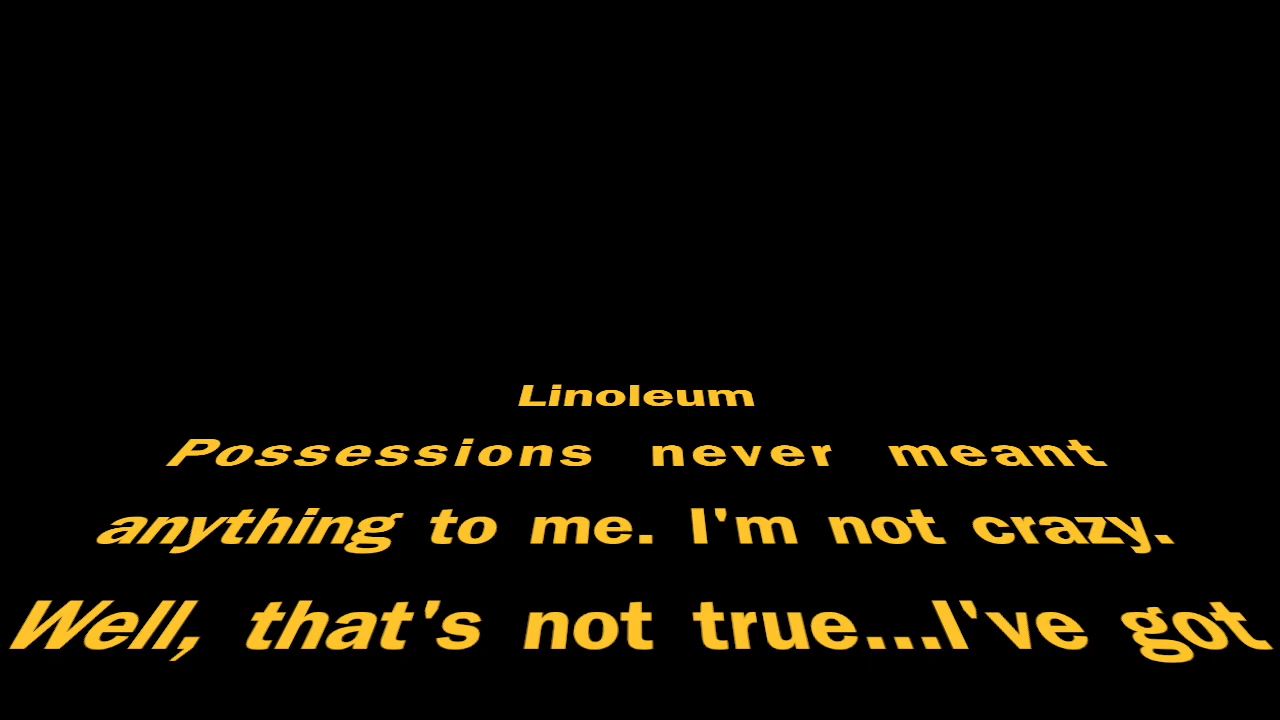 Linoleum
Possessions never meant
anything to me. I'm not crazy.
Well, that's not true...I've got